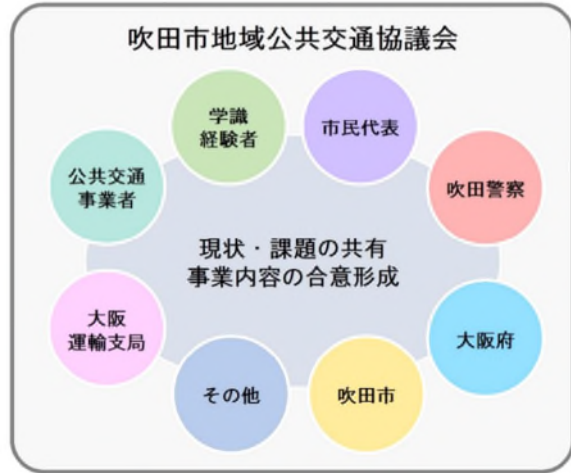 吹田市地域公共交通協議会
学識
経験者
市民代表
公共交通
事業者
吹田警察
現状・課題の共有
事業内容の合意形成
大阪
運輸支局
大阪府
その他
吹田市